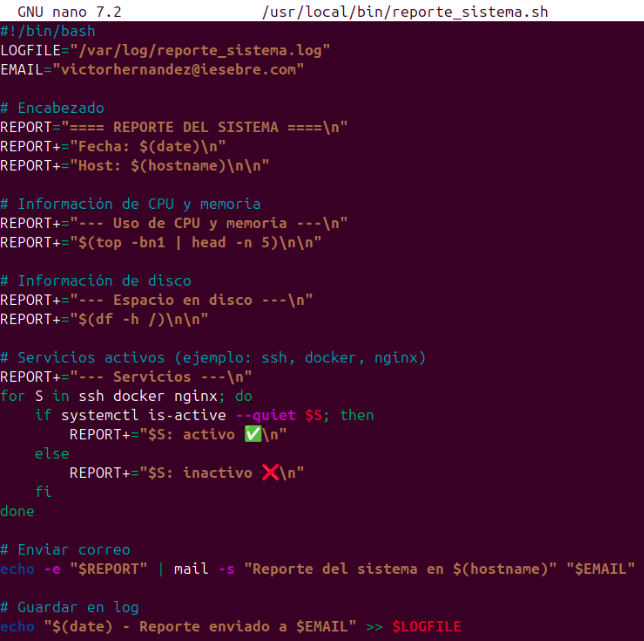 GNU nano 7.2 /usr/local/bin/reporte_sistema.sh
#!/bin/bash
LOGFILE="/var/log/reporte_sistema.log"
EMAIL="victorhernandez@iesebre.com"
# Encabezado
REPORT="==== REPORTE DEL SISTEMA ====\n"
REPORT+="Fecha: $(date)\n"
REPORT+="Host: $(hostname)\n\n"
# Información de CPU y memoria
REPORT+="--- Uso de CPU y memoria ---\n"
REPORT+="$(top -bn1 | head -n 5)\n\n"
# Información de disco
REPORT+="--- Espacio en disco ---\n"
REPORT+="$(df -h /)\n\n"
# Servicios activos (ejemplo: ssh, docker, nginx)
REPORT+="--- Servicios ---\n"
for S in ssh docker nginx; do
    if systemctl is-active --quiet $S; then
        REPORT+="$S: activo ✅\n"
    else
        REPORT+="$S: inactivo ❌\n"
    fi
done
# Enviar correo
echo -e "$REPORT" | mail -s "Reporte del sistema en $(hostname)" "$EMAIL"
# Guardar en log
echo "$(date) - Reporte enviado a $EMAIL" >> $LOGFILE